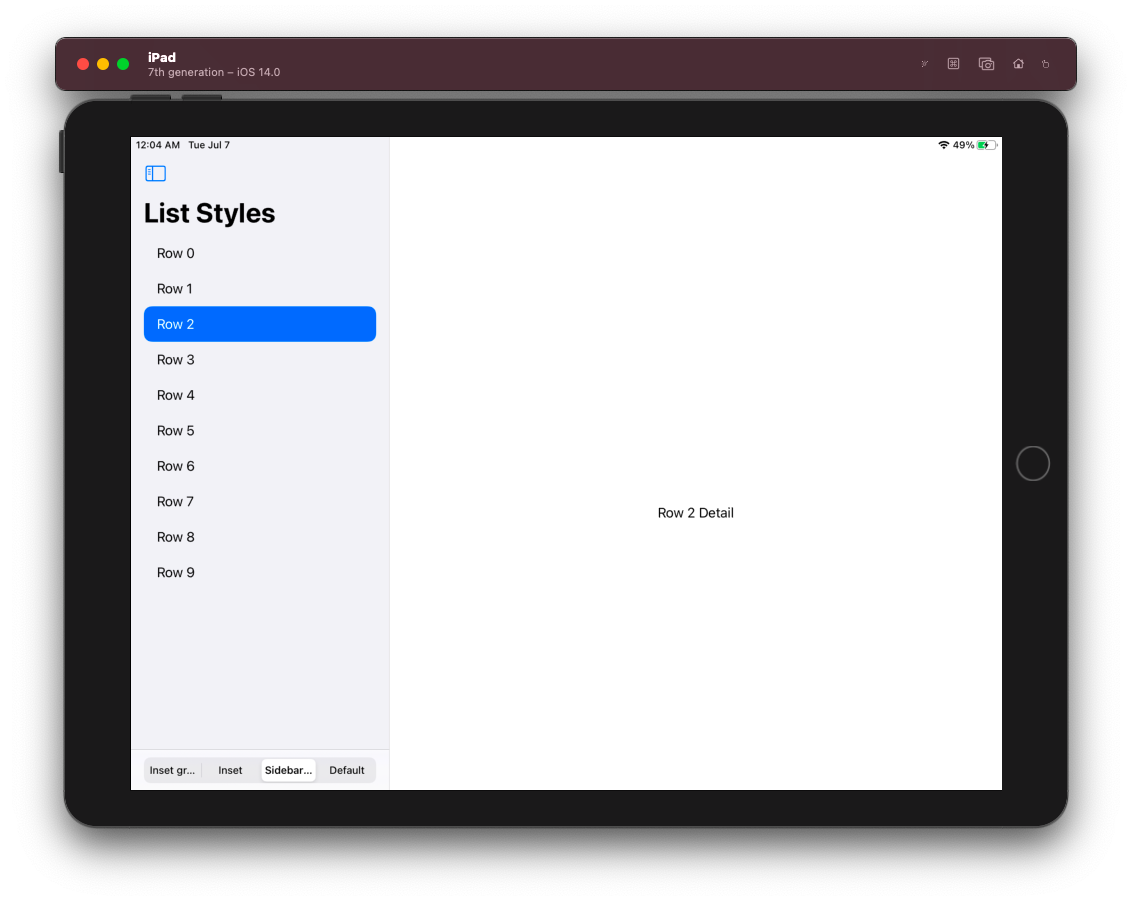 iPad
7th generation – iOS 14.0
12:04 AM Tue Jul 7
49%
List Styles
Row 0
Row 1
Row 2
Row 3
Row 4
Row 5
Row 6
Row 7
Row 8
Row 9
Row 2 Detail
Inset gr... Inset Sidebar... Default